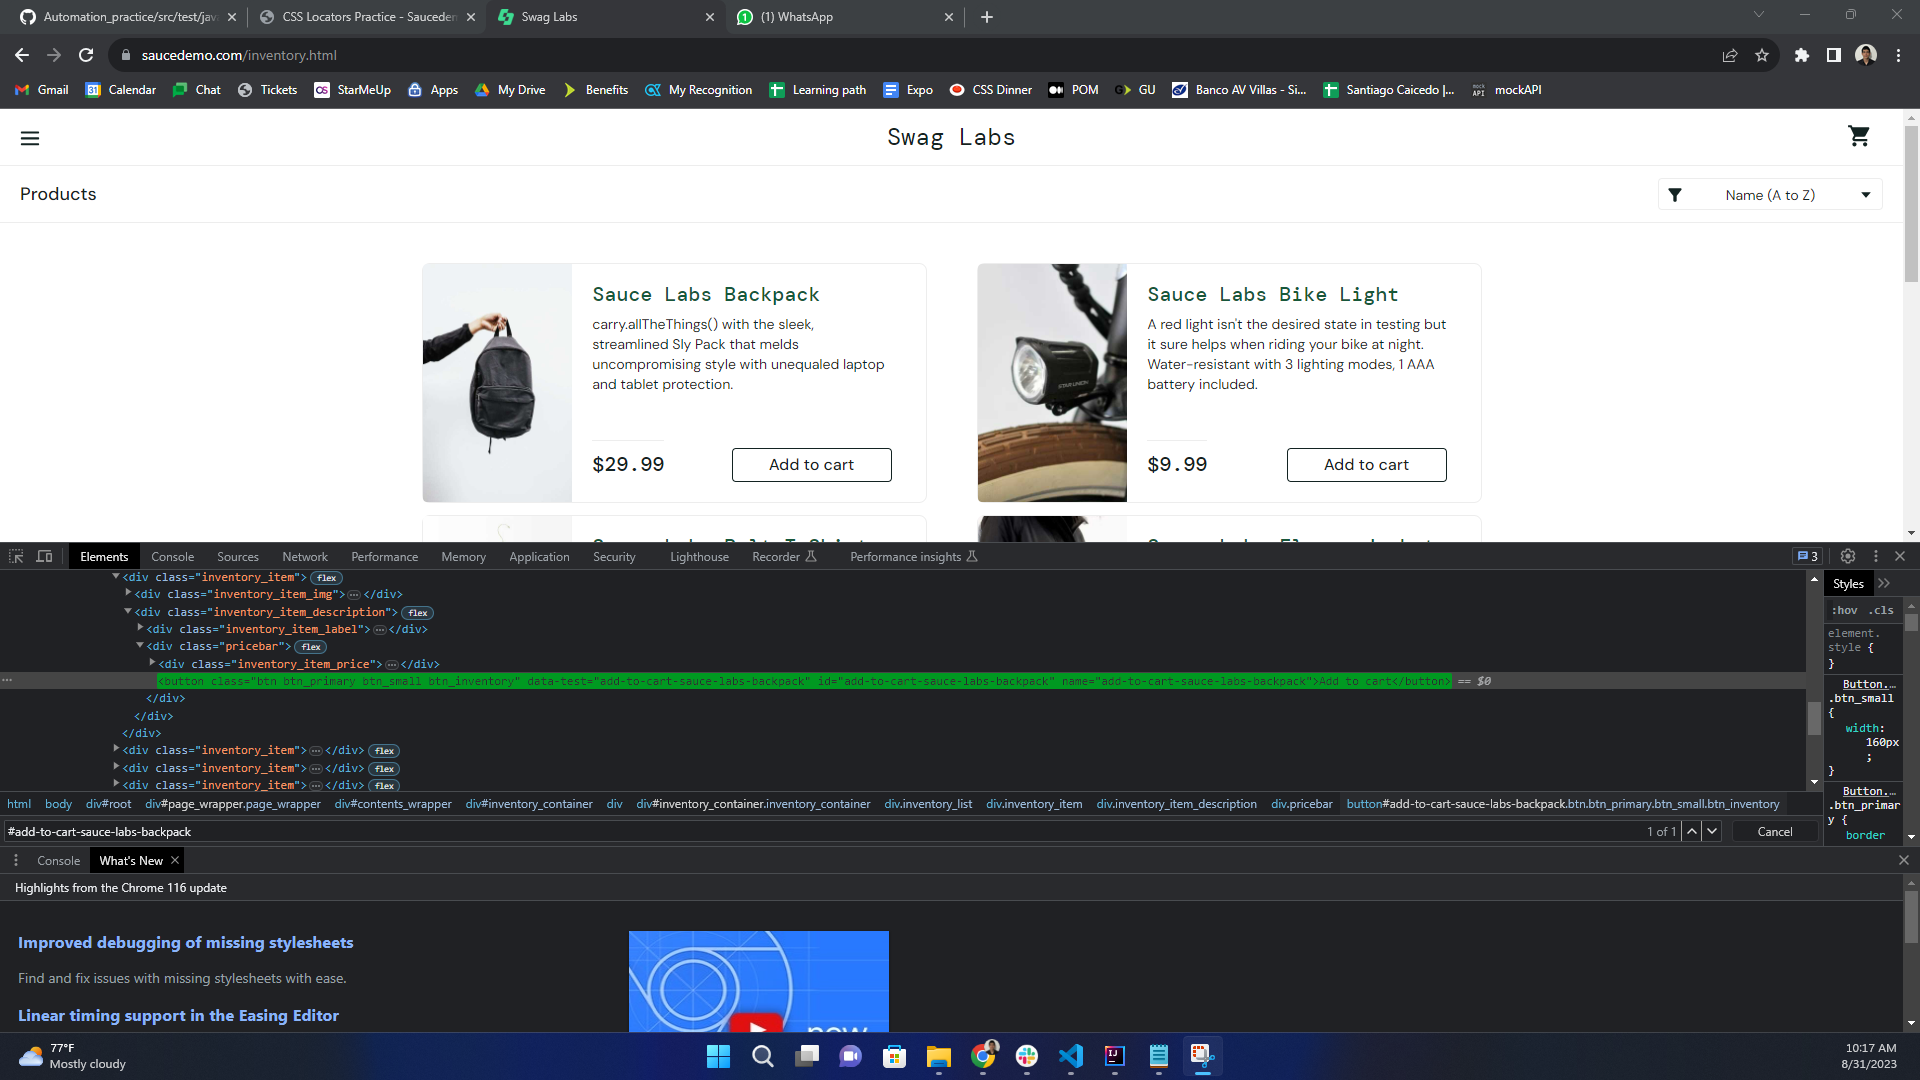 Automation_practice/src/test/jav
CSS Locators Practice - Sauceden
Swag Labs
(1) WhatsApp
saucedemo.com/inventory.html
Gmail
Calendar
Chat
Tickets
StarMeUp
Apps
My Drive
Benefits
My Recognition
Learning path
Expo
CSS Dinner
POM
GU
Banco AV Villas - Si...
Santiago Caicedo |...
mockAPI
Swag Labs
Products
Name (A to Z)
Sauce Labs Backpack
carry.allTheThings() with the sleek,
streamlined Sly Pack that melds
uncompromising style with unequaled laptop
and tablet protection.
$29.99
Add to cart
Sauce Labs Bike Light
A red light isn't the desired state in testing but
it sure helps when riding your bike at night.
Water-resistant with 3 lighting modes, 1 AAA
battery included.
$9.99
Add to cart
Elements
Console
Sources
Network
Performance
Memory
Application
Security
Lighthouse
Recorder
Performance insights
3
<div class="inventory_item"> flex
<div class="inventory_item_img">…</div>
<div class="inventory_item_description"> flex
<div class="inventory_item_label">…</div>
<div class="pricebar"> flex
<div class="inventory_item_price">…</div>
<button class="btn btn_primary btn_small btn_inventory" data-test="add-to-cart-sauce-labs-backpack" id="add-to-cart-sauce-labs-backpack" name="add-to-cart-sauce-labs-backpack">Add to cart</button> == $0
</div>
</div>
</div>
<div class="inventory_item">…</div> flex
<div class="inventory_item">…</div> flex
<div class="inventory_item">…</div> flex
html body div#root div#page_wrapper.page_wrapper div#contents_wrapper div#inventory_container div div#inventory_container.inventory_container div.inventory_list div.inventory_item div.inventory_item_description div.pricebar button#add-to-cart-sauce-labs-backpack.btn.btn_primary.btn_small.btn_inventory
#add-to-cart-sauce-labs-backpack
1 of 1
Cancel
Styles
:hov .cls
element.
style {
}
Button....
.btn_small
{
width:
160px
;
}
Button....
.btn_primar
y {
border
Console
What's New
Highlights from the Chrome 116 update
Improved debugging of missing stylesheets
Find and fix issues with missing stylesheets with ease.
Linear timing support in the Easing Editor
new
77°F
Mostly cloudy
10:17 AM
8/31/2023